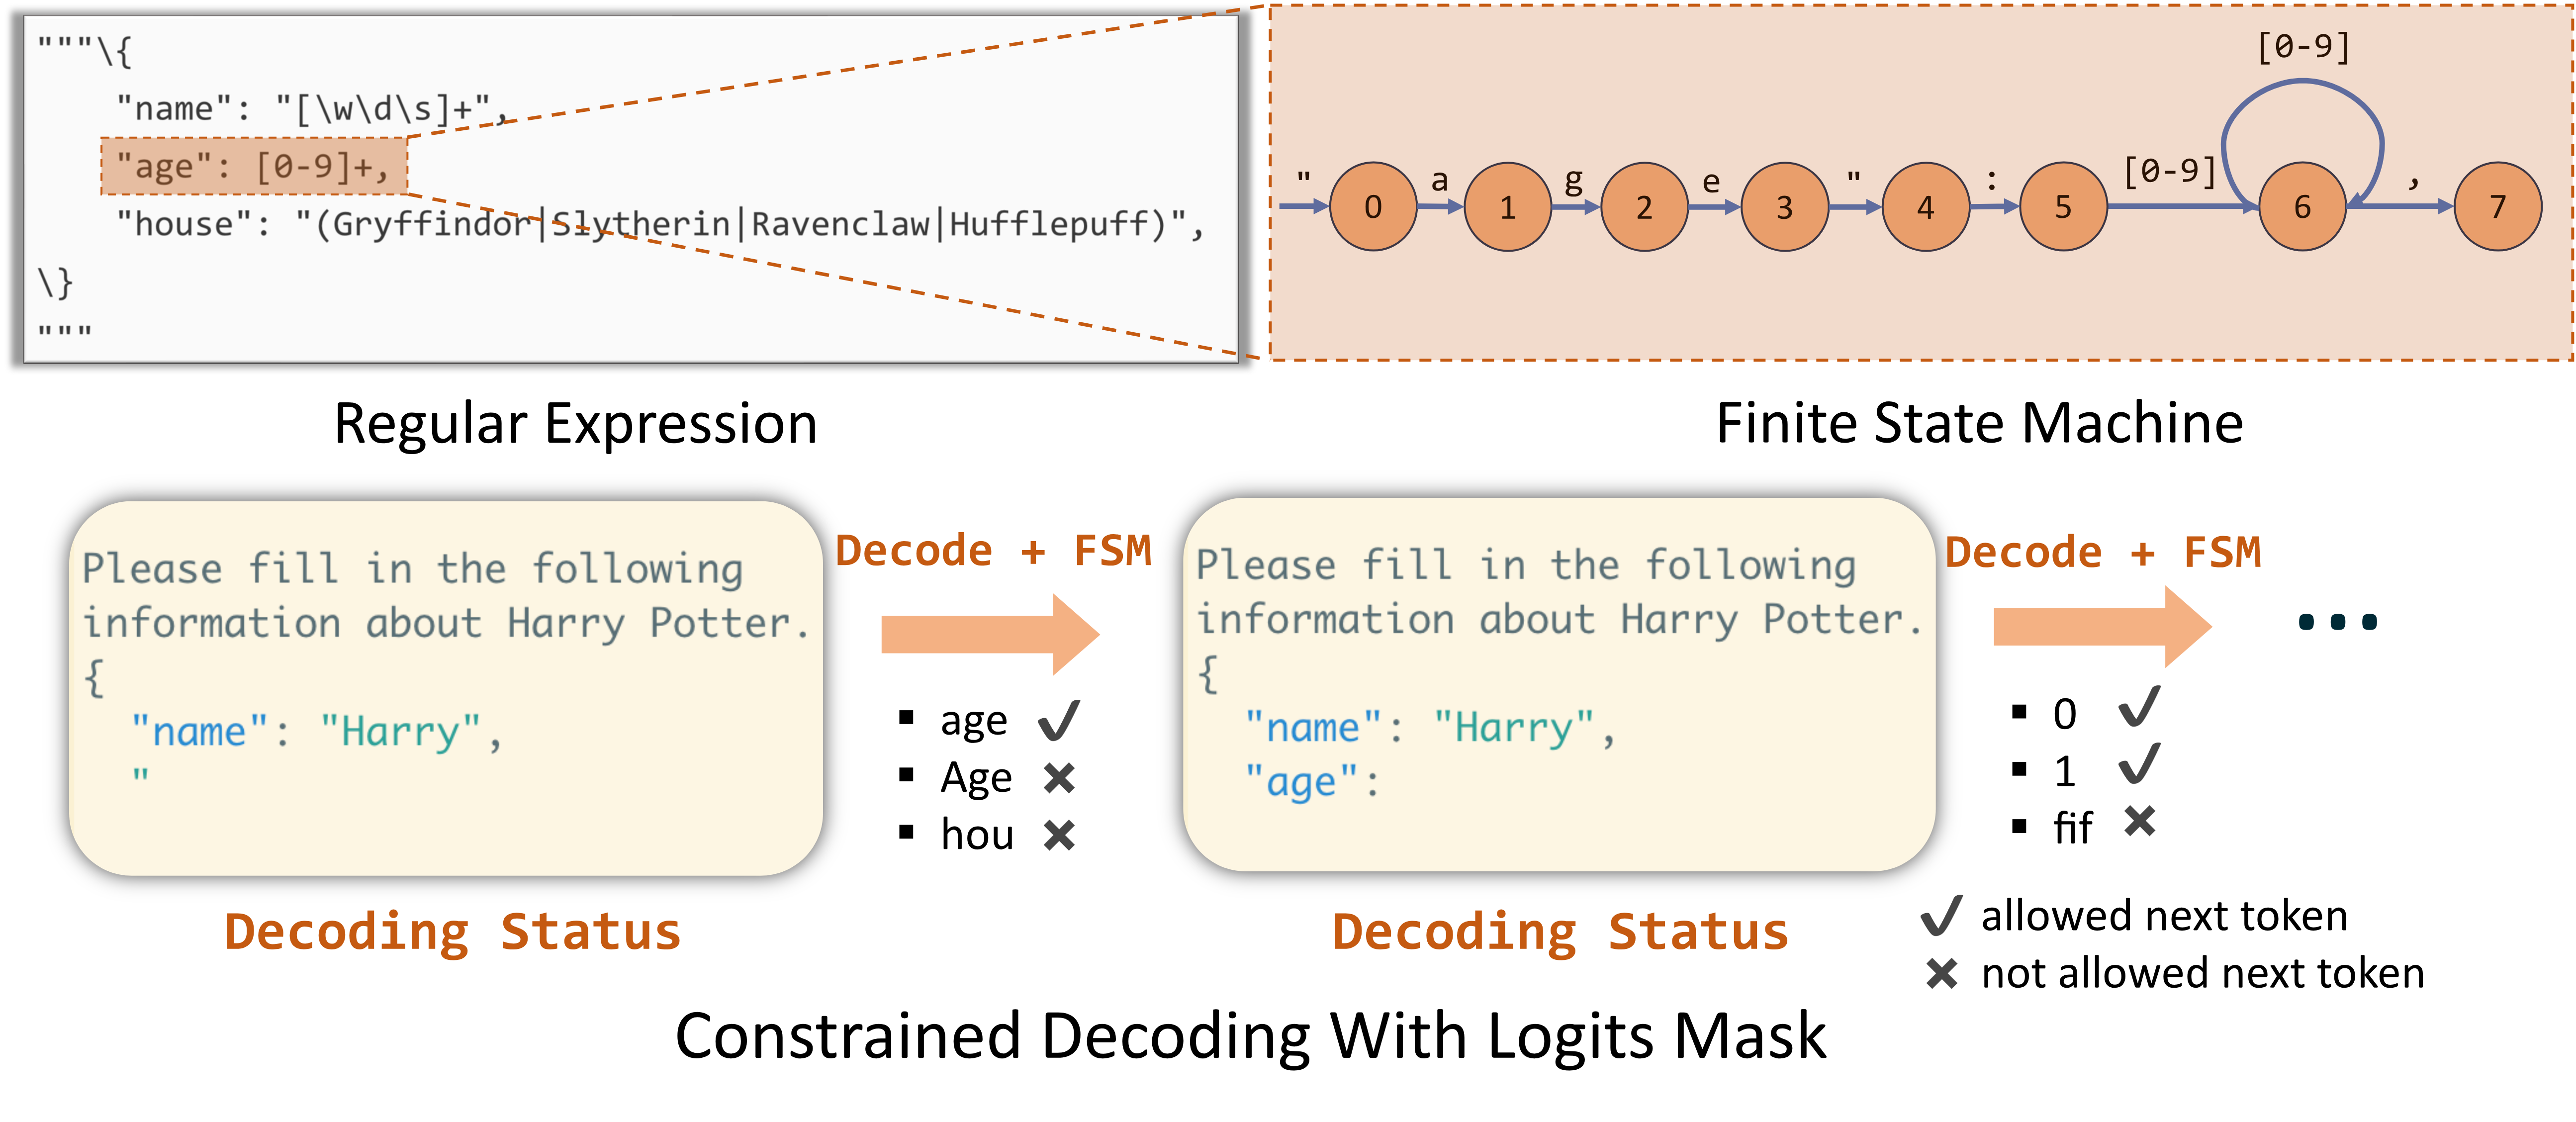 """\{
"name": "[\w\d\s]+",
"age": [0-9]+,
"house": "(Gryffindor|Slytherin|Ravenclaw|Hufflepuff)",
\}
"""
Regular Expression
[0-9]
" 0 a 1 g 2 e 3 " 4 : 5 [0-9] 6 , 7
Finite State Machine
Please fill in the following
information about Harry Potter.
{
"name": "Harry",
"
Decoding Status
Decode + FSM
age ✓
Age ✗
hou ✗
Please fill in the following
information about Harry Potter.
{
"name": "Harry",
"age":
Decoding Status
Decode + FSM
0 ✓
1 ✓
fif ✗
...
✓ allowed next token
✗ not allowed next token
Constrained Decoding With Logits Mask